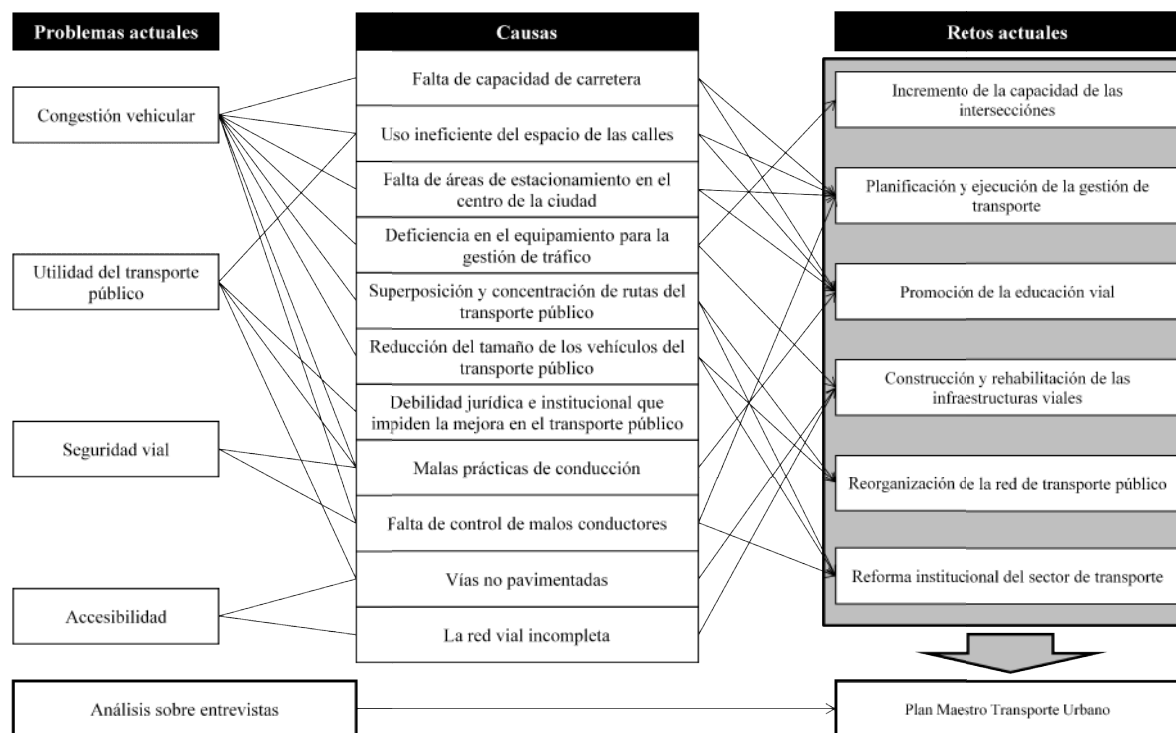 Problemas actuales
Congestión vehicular
Utilidad del transporte
público
Seguridad vial
Accesibilidad
Análisis sobre entrevistas
Causas
Falta de capacidad de carretera
Uso ineficiente del espacio de las calles
Falta de áreas de estacionamiento en el
centro de la ciudad
Deficiencia en el equipamiento para la
gestión de tráfico
Superposición y concentración de rutas del
transporte público
Reducción del tamaño de los vehículos del
transporte público
Debilidad jurídica e institucional que
impiden la mejora en el transporte público
Malas prácticas de conducción
Falta de control de malos conductores
Vías no pavimentadas
La red vial incompleta
Retos actuales
Incremento de la capacidad de las
intersecciónes
Planificación y ejecución de la gestión de
transporte
Promoción de la educación vial
Construcción y rehabilitación de las
infraestructuras viales
Reorganización de la red de transporte público
Reforma institucional del sector de transporte
Plan Maestro Transporte Urbano